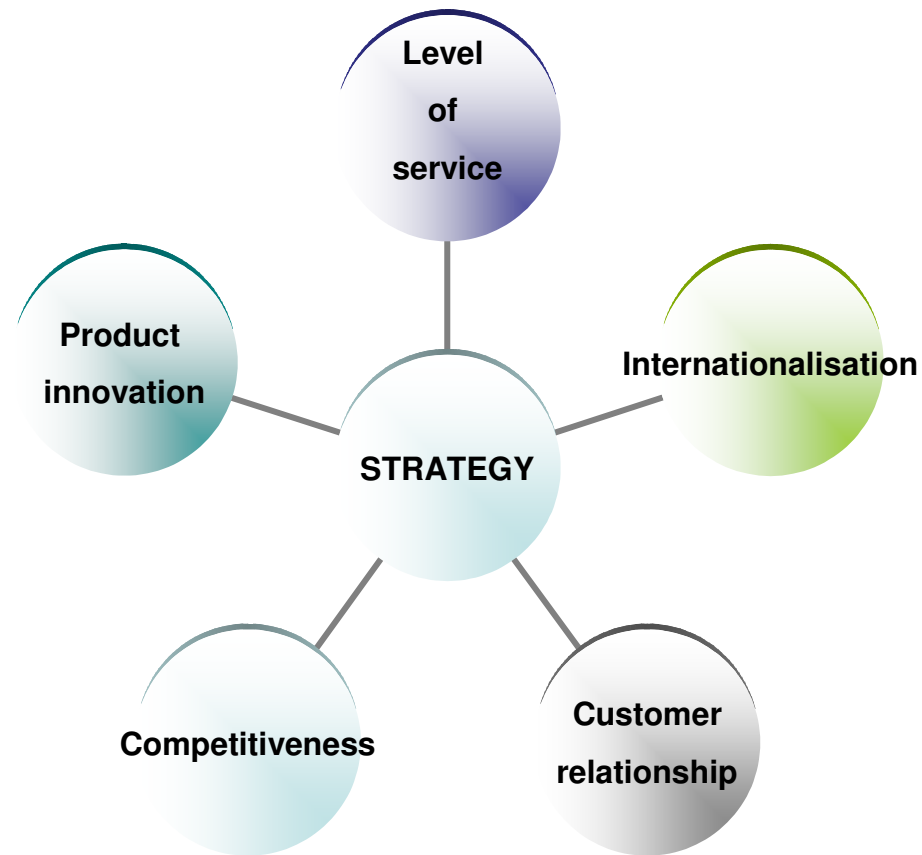 Level
of
service
Product
innovation
Internationalisation
STRATEGY
Competitiveness
Customer
relationship